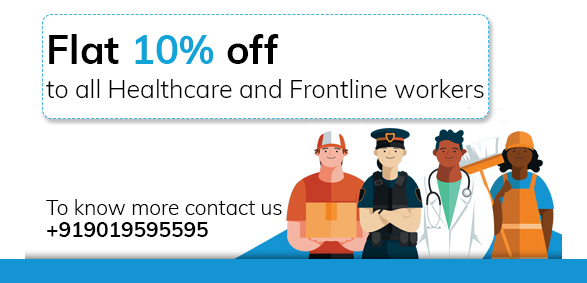 Flat 10% off
to all Healthcare and Frontline workers
To know more contact us
+919019595595